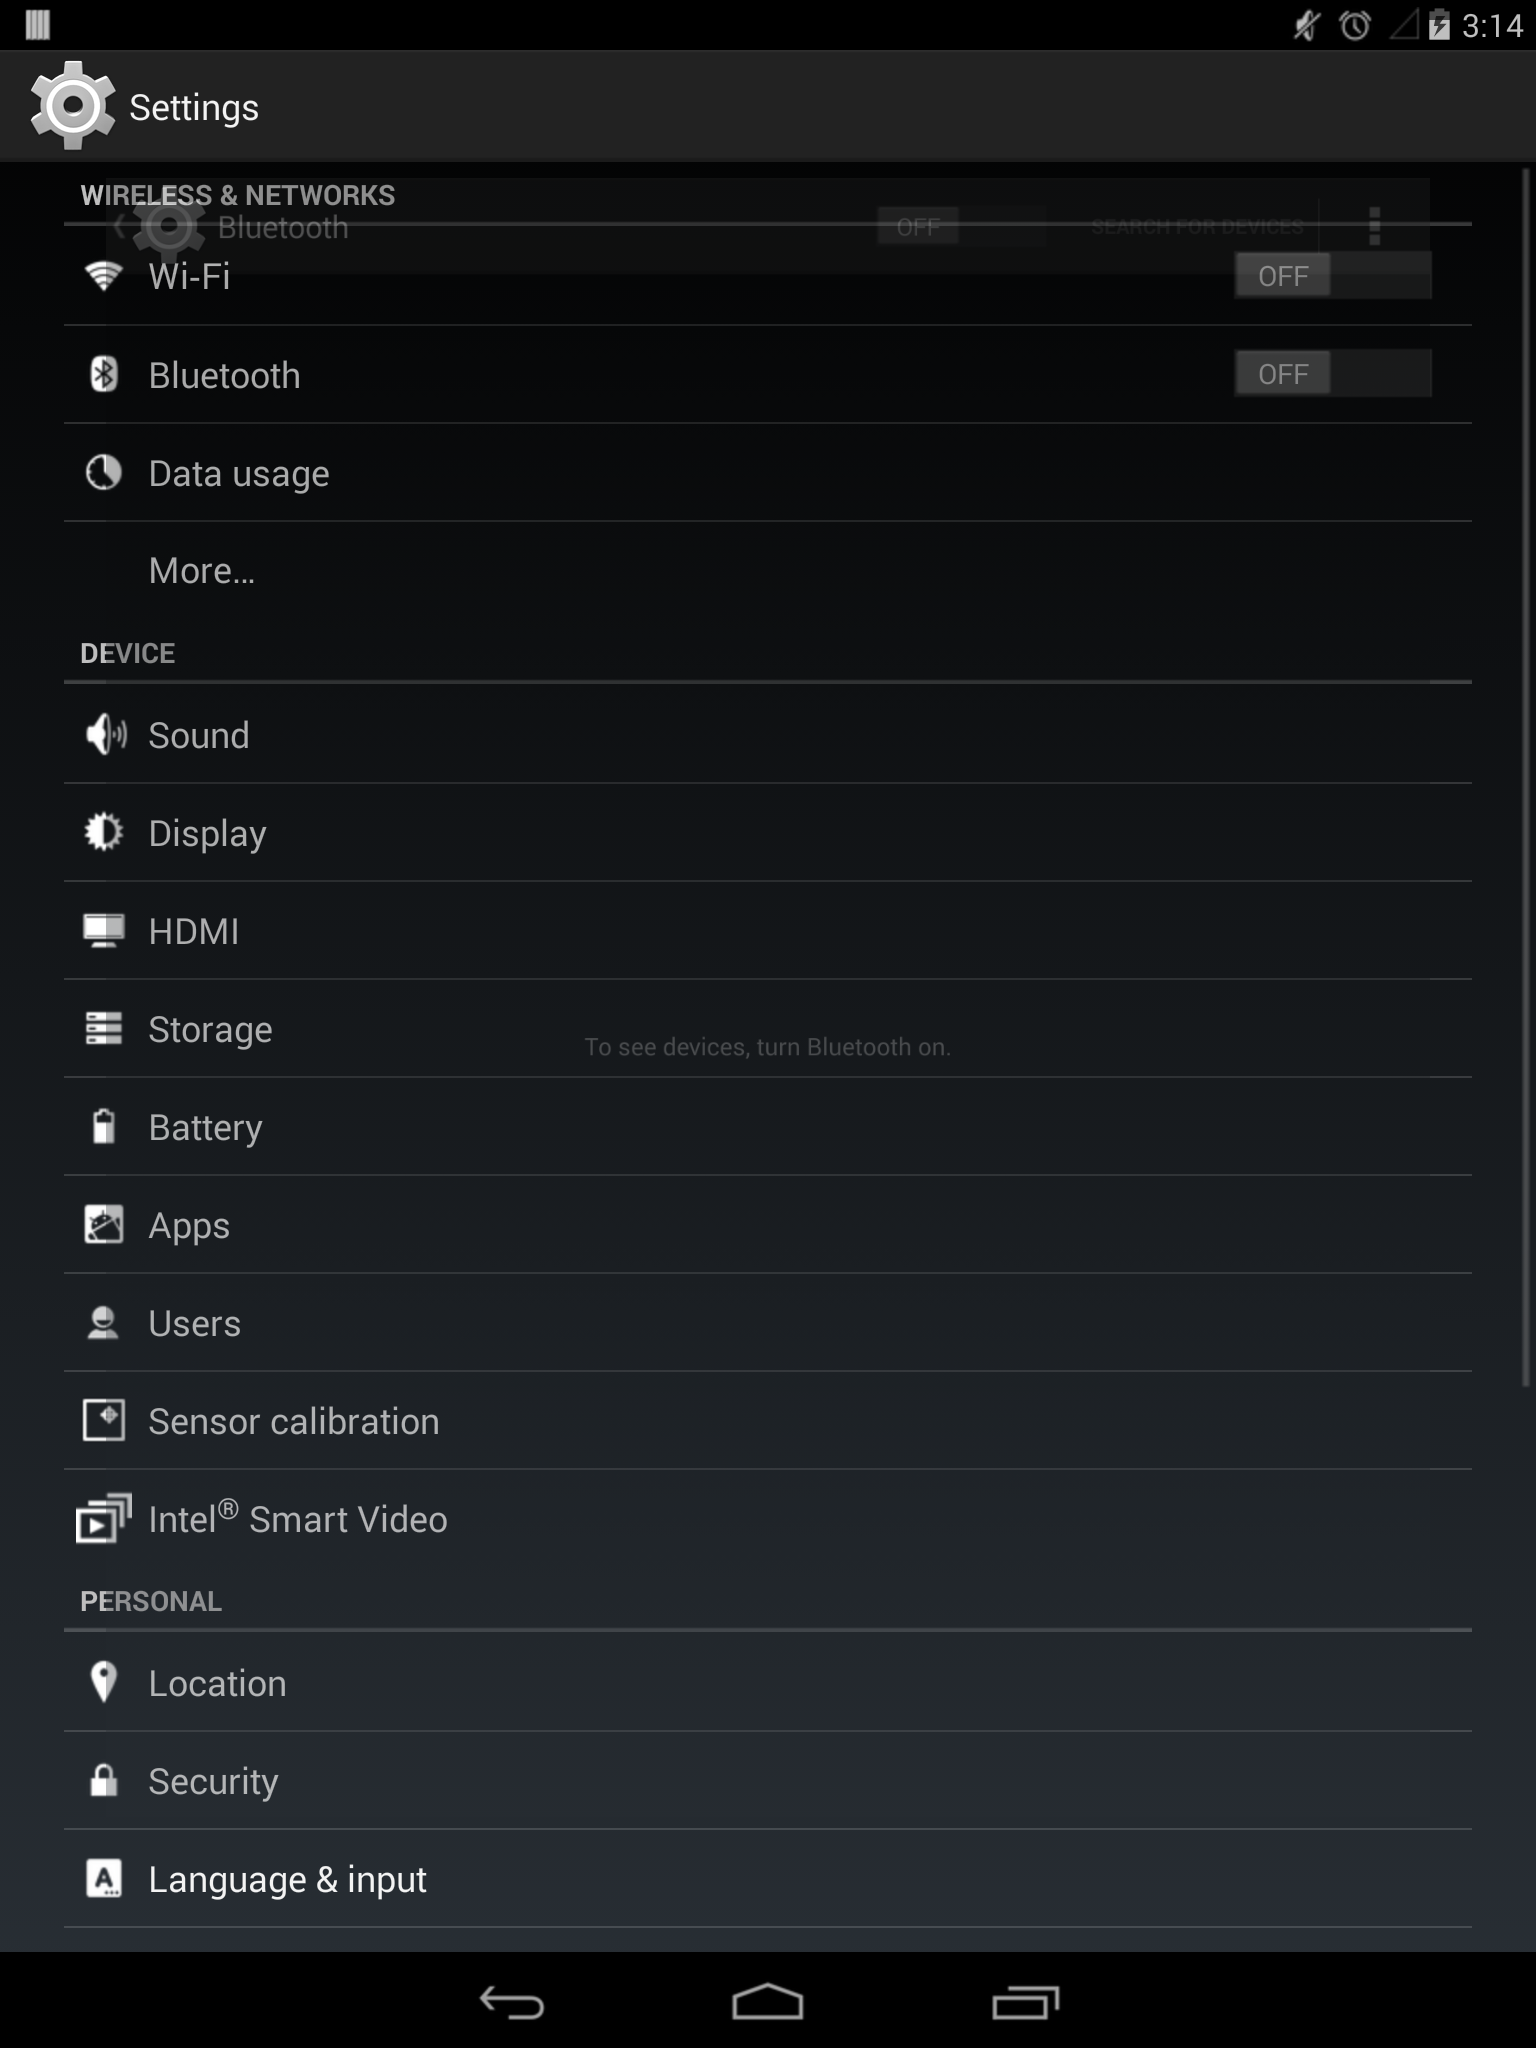 3:14
Settings
WIRELESS & NETWORKS
Bluetooth OFF SEARCH FOR DEVICES
Wi-Fi OFF
Bluetooth OFF
Data usage
More...
DEVICE
Sound
Display
HDMI
Storage
To see devices, turn Bluetooth on.
Battery
Apps
Users
Sensor calibration
Intel® Smart Video
PERSONAL
Location
Security
Language & input